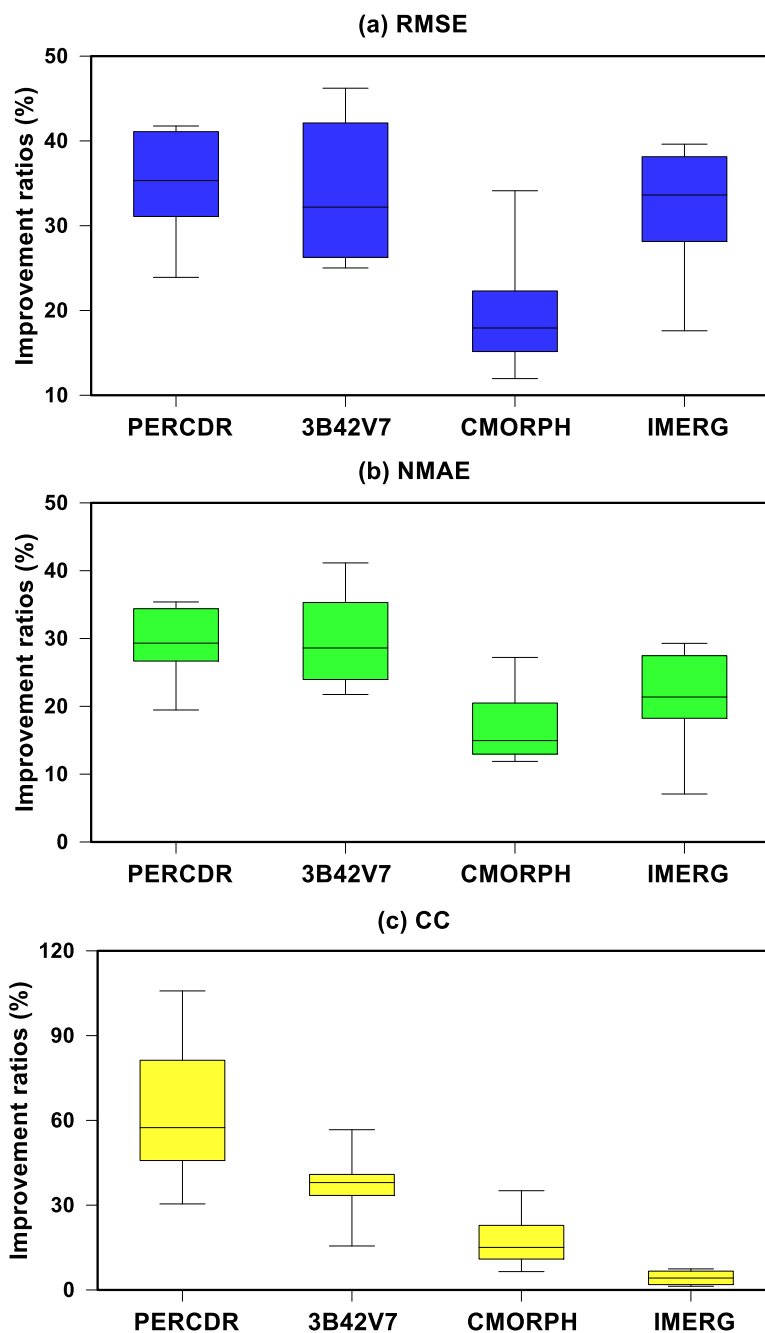 (a) RMSE
50
40
30
20
10
Improvement ratios (%)
PERCDR 3B42V7 CMORPH IMERG
(b) NMAE
50
40
30
20
10
0
Improvement ratios (%)
PERCDR 3B42V7 CMORPH IMERG
(c) CC
120
90
60
30
0
Improvement ratios (%)
PERCDR 3B42V7 CMORPH IMERG